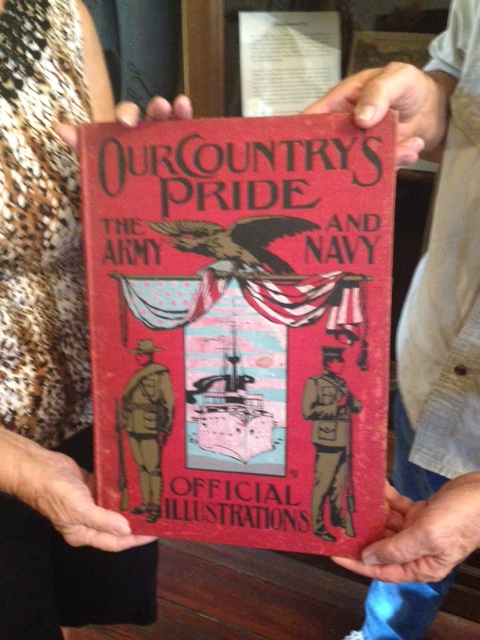 OUR COUNTRY'S
PRIDE
THE AND
ARMY NAVY
OFFICIAL
ILLUSTRATIONS